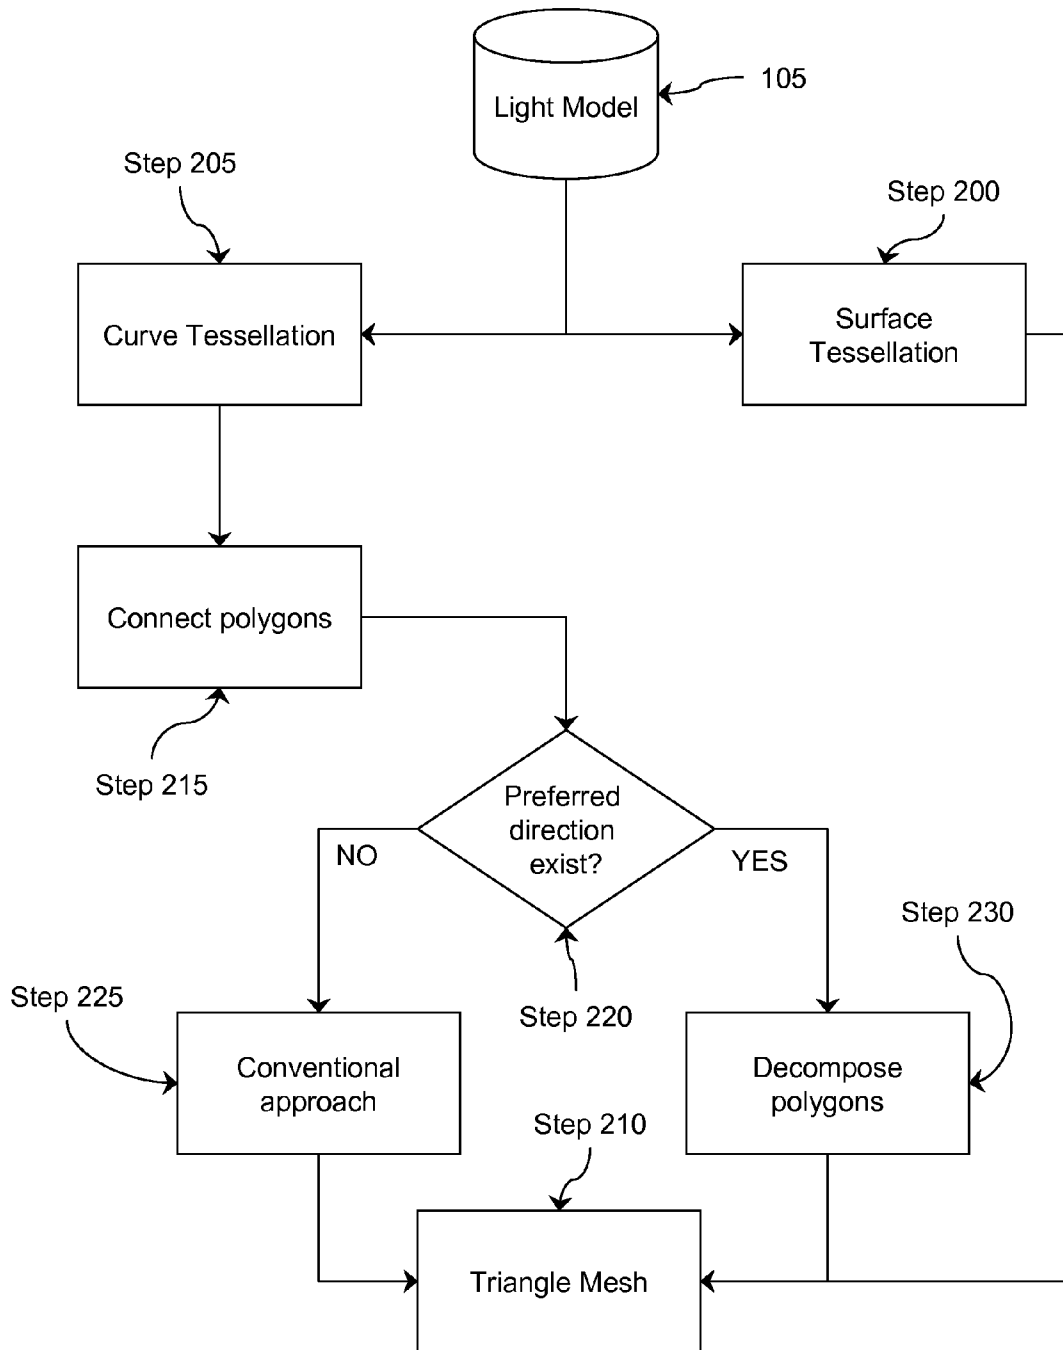 Light Model
105
Step 205
Step 200
Curve Tessellation
Surface
Tessellation
Connect polygons
Step 215
Preferred
direction
exist?
NO
YES
Step 230
Step 225
Step 220
Conventional
approach
Decompose
polygons
Step 210
Triangle Mesh